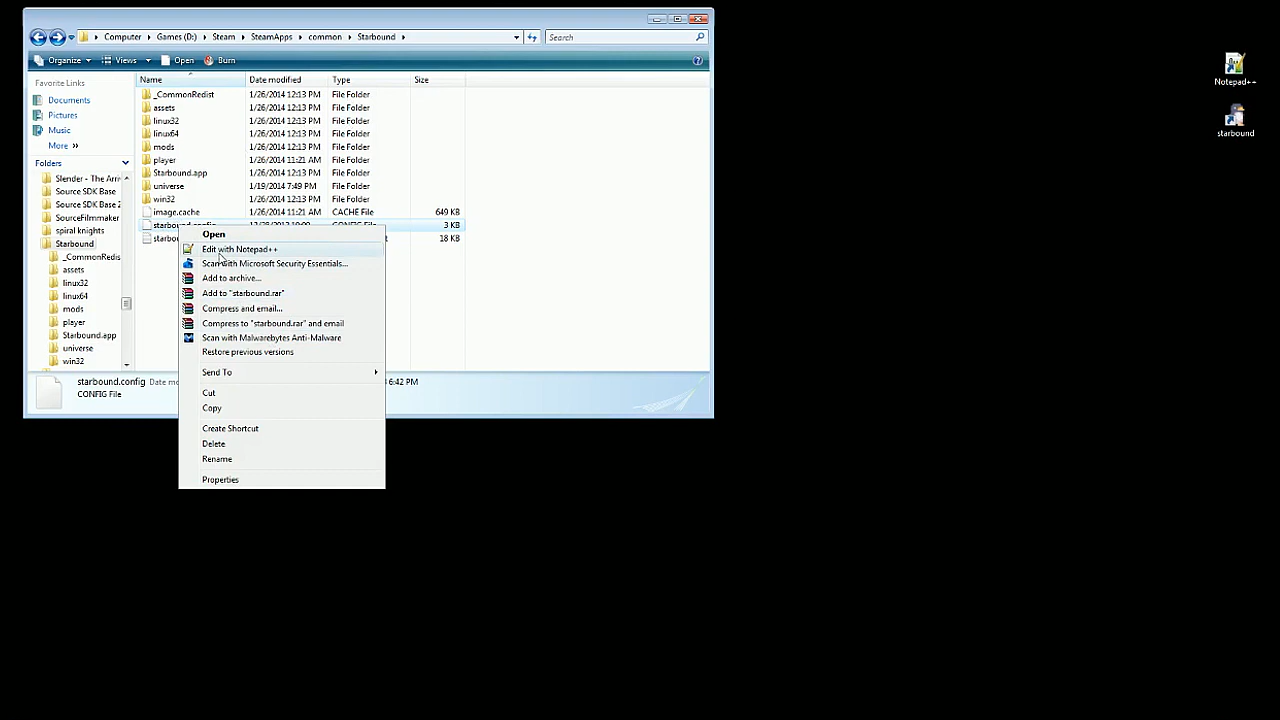 Computer ▸ Games (D:) ▸ Steam ▸ SteamApps ▸ common ▸ Starbound ▸
Search
Organize Views Open Burn
Favorite Links
Documents
Pictures
Music
More »
Folders
Slender - The Arri
Source SDK Base
Source SDK Base 2
SourceFilmmaker
spiral knights
Starbound
_CommonRedis
assets
linux32
linux64
mods
player
Starbound.app
universe
win32
Name Date modified Type Size
_CommonRedist 1/26/2014 12:13 PM File Folder
assets 1/26/2014 12:13 PM File Folder
linux32 1/26/2014 12:13 PM File Folder
linux64 1/26/2014 12:13 PM File Folder
mods 1/26/2014 12:13 PM File Folder
player 1/26/2014 11:21 AM File Folder
Starbound.app 1/26/2014 12:13 PM File Folder
universe 1/19/2014 7:49 PM File Folder
win32 1/26/2014 12:13 PM File Folder
image.cache 1/26/2014 11:21 AM CACHE File 649 KB
starbound.config CONFIG File 3 KB
starbou 18 KB
Open
Edit with Notepad++
Scan with Microsoft Security Essentials...
Add to archive...
Add to "starbound.rar"
Compress and email...
Compress to "starbound.rar" and email
Scan with Malwarebytes Anti-Malware
Restore previous versions
Send To
Cut
Copy
Create Shortcut
Delete
Rename
Properties
starbound.config Date mo 6:42 PM
CONFIG File
Notepad++
starbound